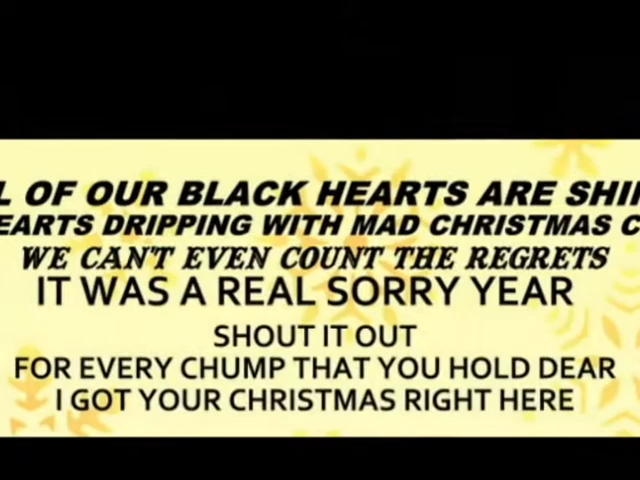 OF OUR BLACK HEARTS ARE
DRIPPING WITH MAD CHRISTMAS
WE CAN'T EVEN COUNT THE REGRETS
IT WAS A REAL SORRY YEAR
SHOUT IT OUT
FOR EVERY CHUMP THAT YOU HOLD DEAR
I GOT YOUR CHRISTMAS RIGHT HERE